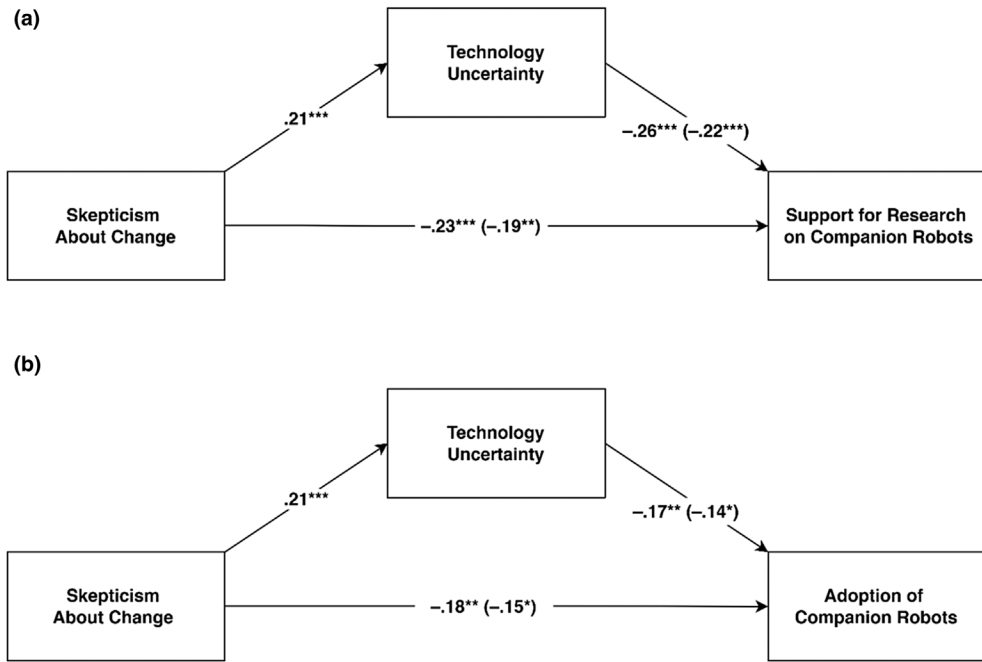 (a)
Technology
Uncertainty
.21***
–.26*** (–.22***)
Skepticism
About Change
–.23*** (–.19**)
Support for Research
on Companion Robots
(b)
Technology
Uncertainty
.21***
–.17** (–.14*)
Skepticism
About Change
–.18** (–.15*)
Adoption of
Companion Robots